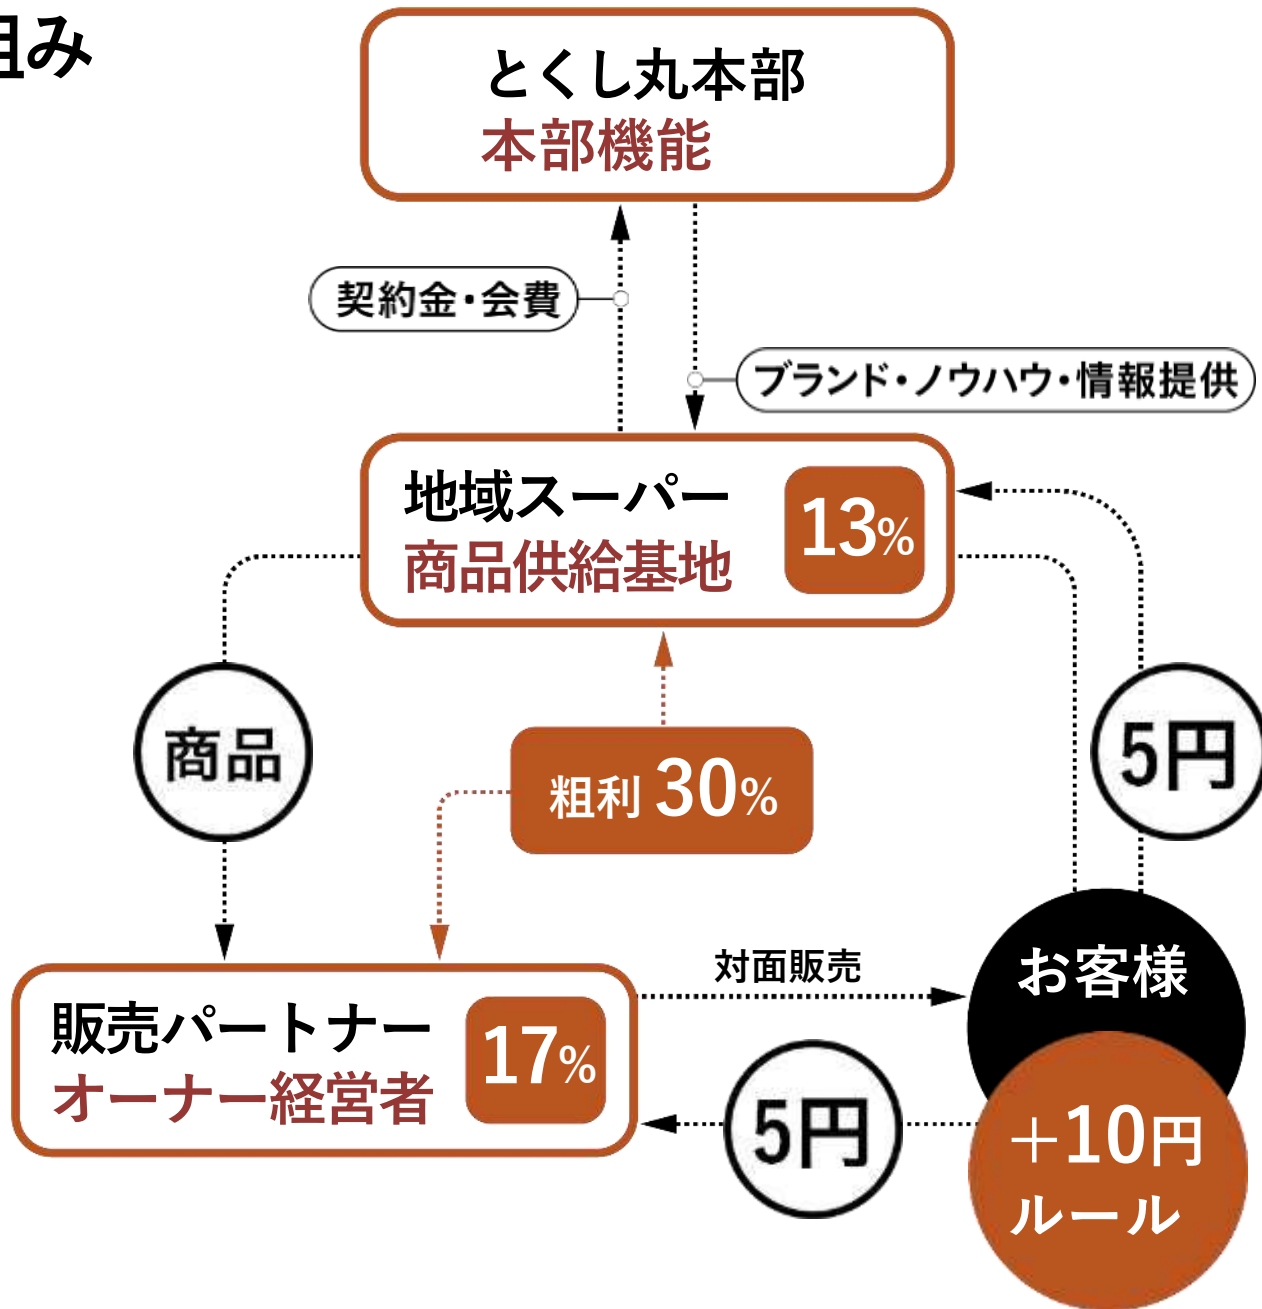 組み
とくし丸本部
本部機能
契約金・会費
ブランド・ノウハウ・情報提供
地域スーパー
商品供給基地
13%
商品
5円
粗利 30%
販売パートナー
オーナー経営者
17%
対面販売
お客様
5円
＋10円
ルール